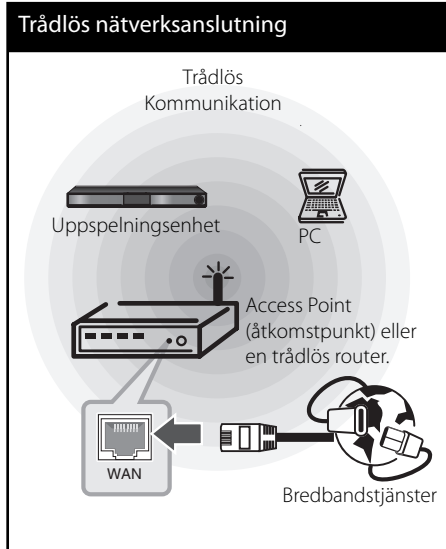 Trådlös nätverksanslutning
Trådlös
Kommunikation
Uppspelningsenhet
PC
Access Point
(åtkomstpunkt) eller
en trådlös router.
WAN
Bredbandstjänster